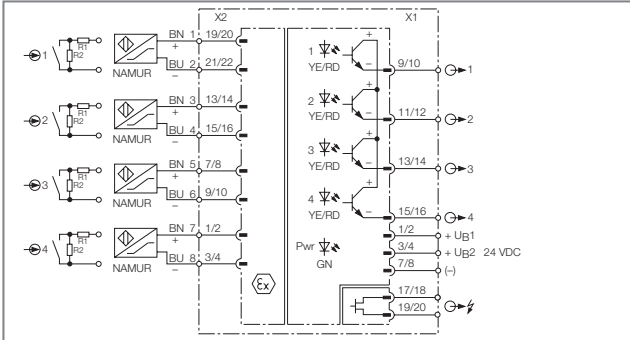 X2 X1
BN 1 19/20
+
1 R1 R2
NAMUR
BU 2 21/22
–
BN 3 13/14
+
2 R1 R2
NAMUR
BU 4 15/16
–
BN 5 7/8
+
3 R1 R2
NAMUR
BU 6 9/10
–
BN 7 1/2
+
4 R1 R2
NAMUR
BU 8 3/4
–
Ex
1 + –
YE/RD
9/10 1
2 + –
YE/RD
11/12 2
3 + –
YE/RD
13/14 3
4 + –
YE/RD
15/16 4
1/2 + UB1
Pwr
GN
3/4 + UB2 24 VDC
7/8 (–)
17/18
19/20